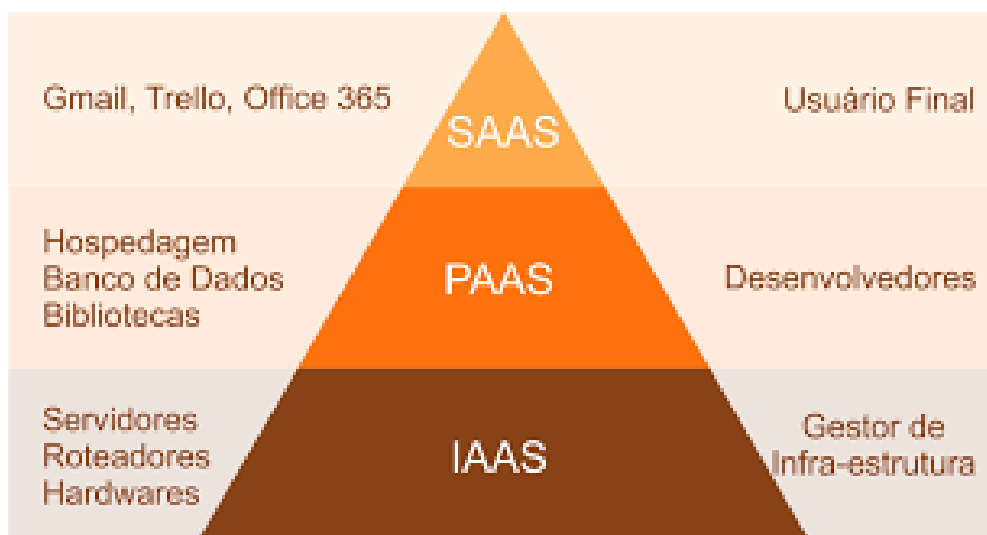 Gmail, Trello, Office 365
SAAS
Usuário Final
Hospedagem
Banco de Dados
Bibliotecas
PAAS
Desenvolvedores
Servidores
Roteadores
Hardwares
IAAS
Gestor de
Infra-estrutura